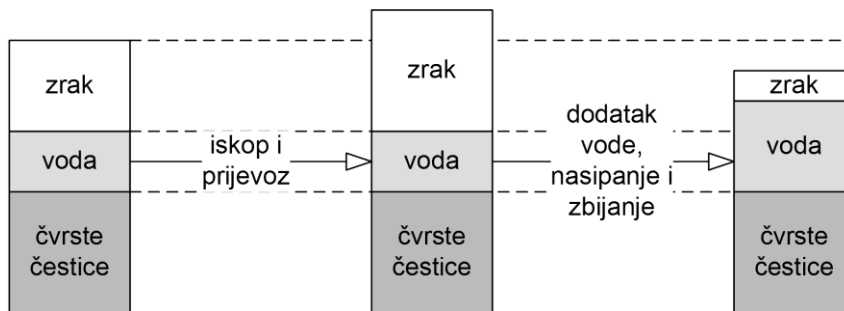 zrak
voda
čvrste
čestice
iskop i
prijevoz
zrak
voda
čvrste
čestice
dodatak
vode,
nasipanje i
zbijanje
zrak
voda
čvrste
čestice